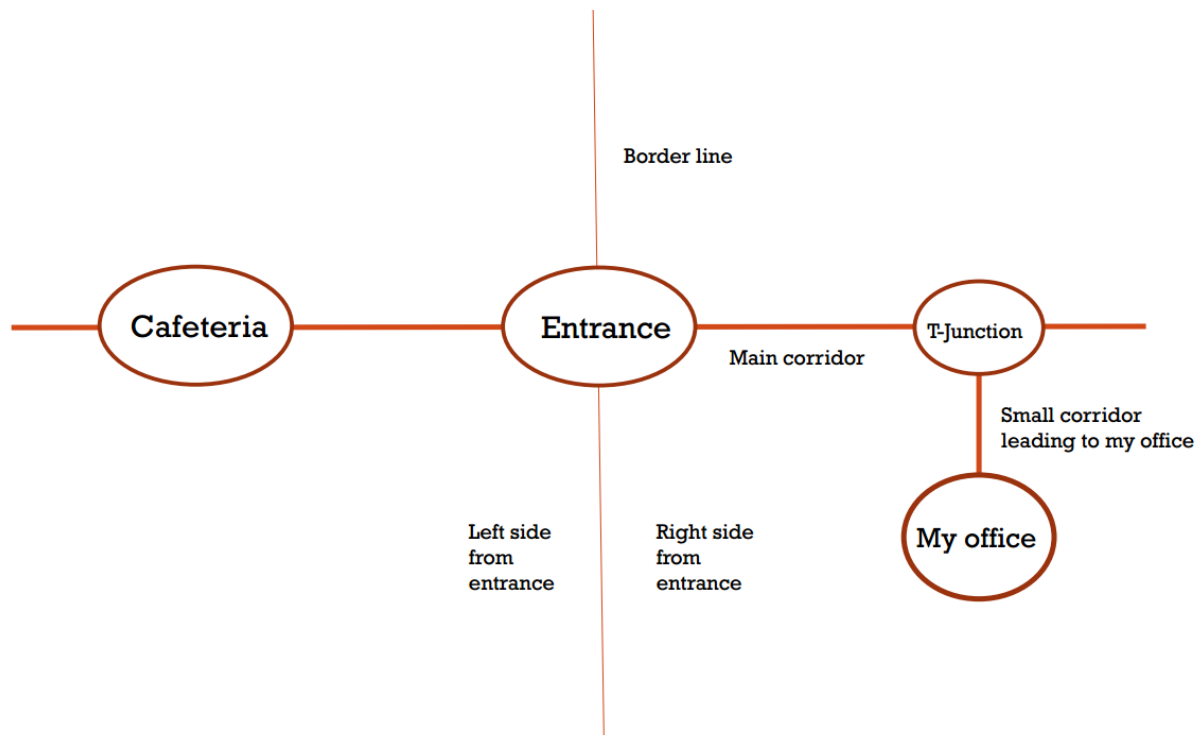 Border line
Cafeteria
Entrance
T-Junction
Main corridor
Small corridor
leading to my office
Left side
from
entrance
Right side
from
entrance
My office